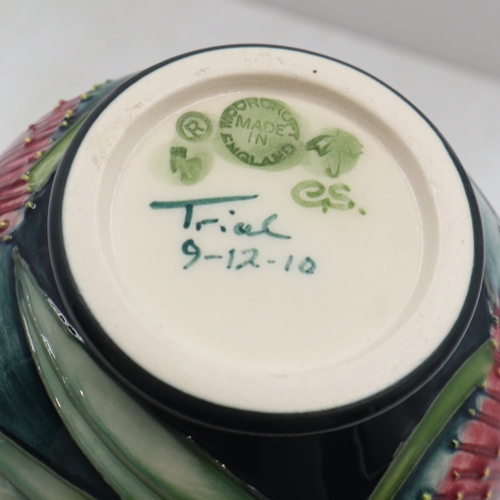 ®
MOORCROFT
MADE
IN
ENGLAND
C.S.
Trial
9-12-10